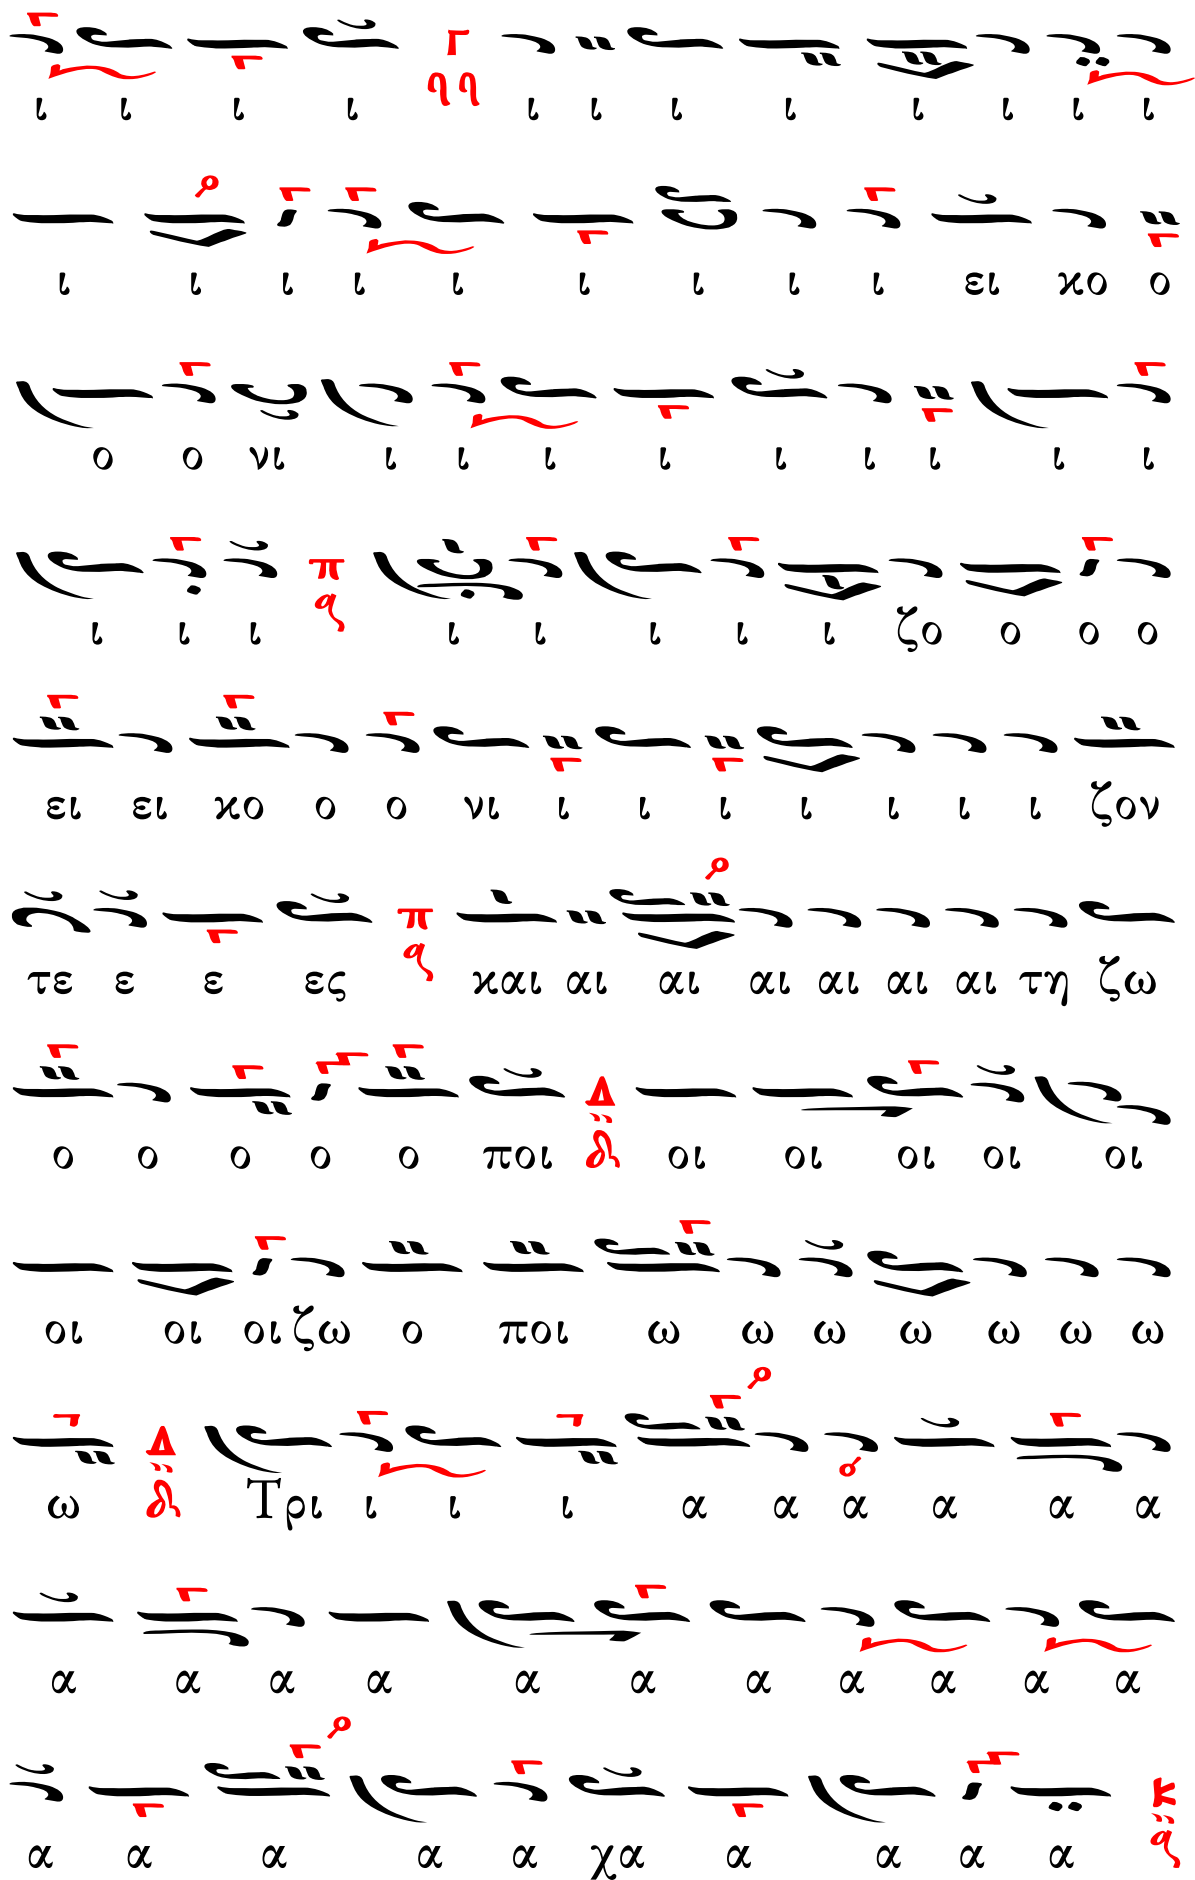 ι ι ι ι Γ ι ι ι ι ι ι ι ι
ι ι ι ι ι ι ι ι ι ει κο ο
ο ο νι ι ι ι ι ι ι ι ι ι
ι ι ι π ι ι ι ι ι ζο ο ο ο
ει ει κο ο ο νι ι ι ι ι ι ι ι ζον
τε ε ε ες π και αι αι αι αι αι αι τη ζω
ο ο ο ο ο ποι Δ οι οι οι οι οι
οι οι οι ζω ο ποι ω ω ω ω ω ω ω
ω Δ Τρι ι ι ι α α α α α α
α α α α α α α α α α α
α α α α α χα α α α α κ